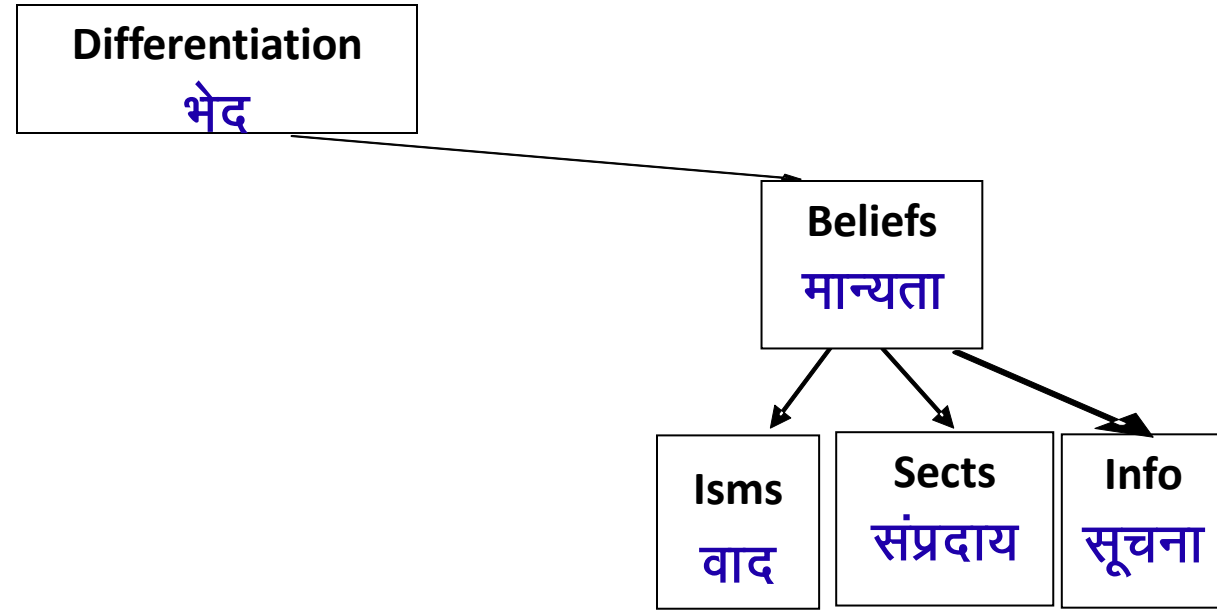 Differentiation
भेद
Beliefs
मान्यता
Isms
वाद
Sects
संप्रदाय
Info
सूचना